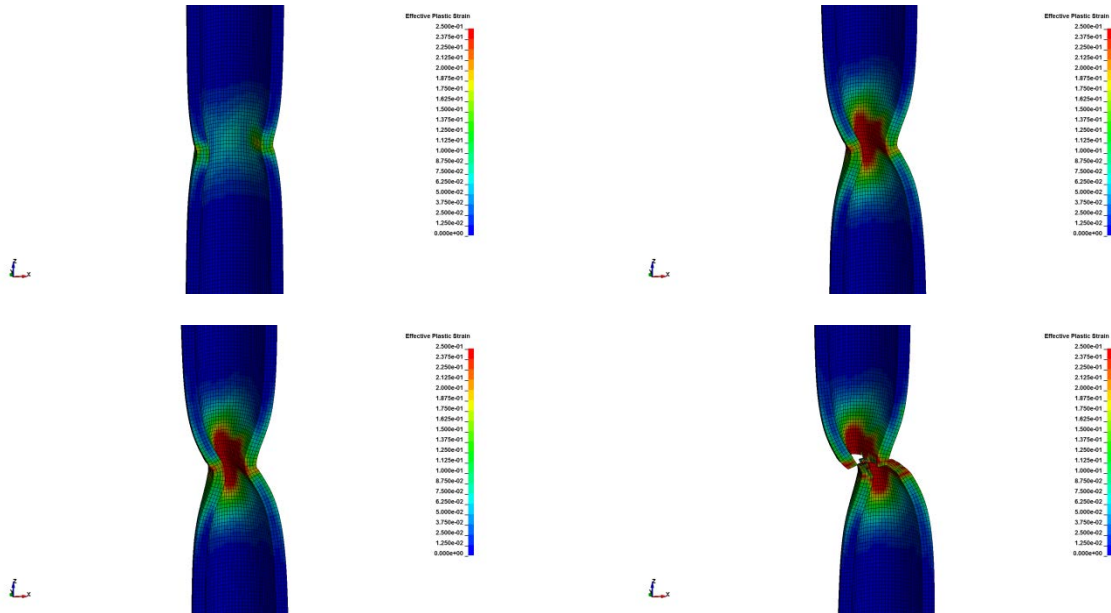 Effective Plastic Strain
2.500e-01
2.375e-01
2.250e-01
2.125e-01
2.000e-01
1.875e-01
1.750e-01
1.625e-01
1.500e-01
1.375e-01
1.250e-01
1.125e-01
1.000e-01
8.750e-02
7.500e-02
6.250e-02
5.000e-02
3.750e-02
2.500e-02
1.250e-02
0.000e+00
Z
X
Effective Plastic Strain
2.500e-01
2.375e-01
2.250e-01
2.125e-01
2.000e-01
1.875e-01
1.750e-01
1.625e-01
1.500e-01
1.375e-01
1.250e-01
1.125e-01
1.000e-01
8.750e-02
7.500e-02
6.250e-02
5.000e-02
3.750e-02
2.500e-02
1.250e-02
0.000e+00
Z
X
Effective Plastic Strain
2.500e-01
2.375e-01
2.250e-01
2.125e-01
2.000e-01
1.875e-01
1.750e-01
1.625e-01
1.500e-01
1.375e-01
1.250e-01
1.125e-01
1.000e-01
8.750e-02
7.500e-02
6.250e-02
5.000e-02
3.750e-02
2.500e-02
1.250e-02
0.000e+00
Z
X
Effective Plastic Strain
2.500e-01
2.375e-01
2.250e-01
2.125e-01
2.000e-01
1.875e-01
1.750e-01
1.625e-01
1.500e-01
1.375e-01
1.250e-01
1.125e-01
1.000e-01
8.750e-02
7.500e-02
6.250e-02
5.000e-02
3.750e-02
2.500e-02
1.250e-02
0.000e+00
Z
X